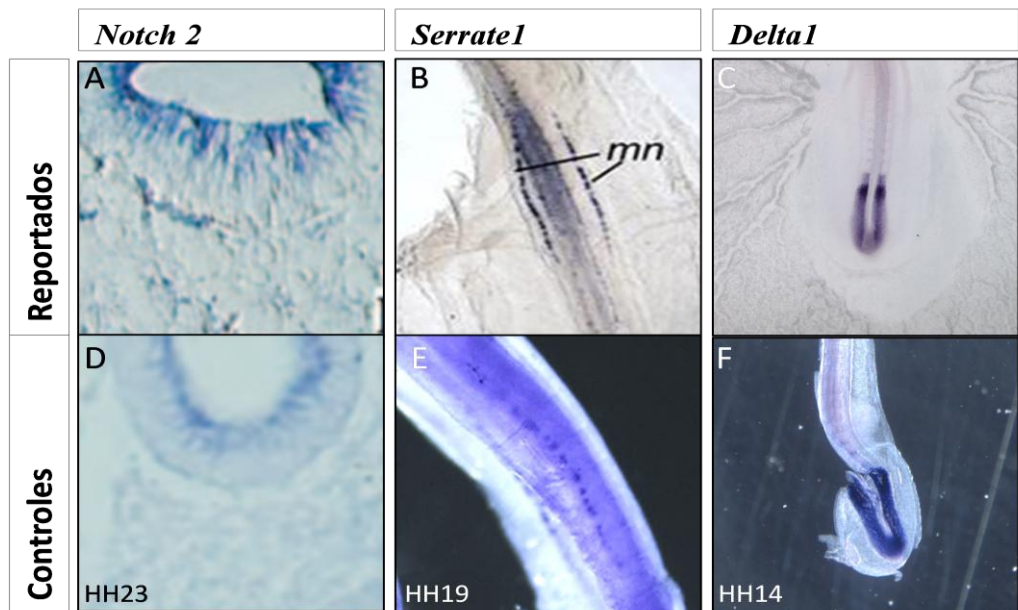 Notch 2
Serrate1
Delta1
Reportados
A
B
mn
C
Controles
D
HH23
E
HH19
F
HH14